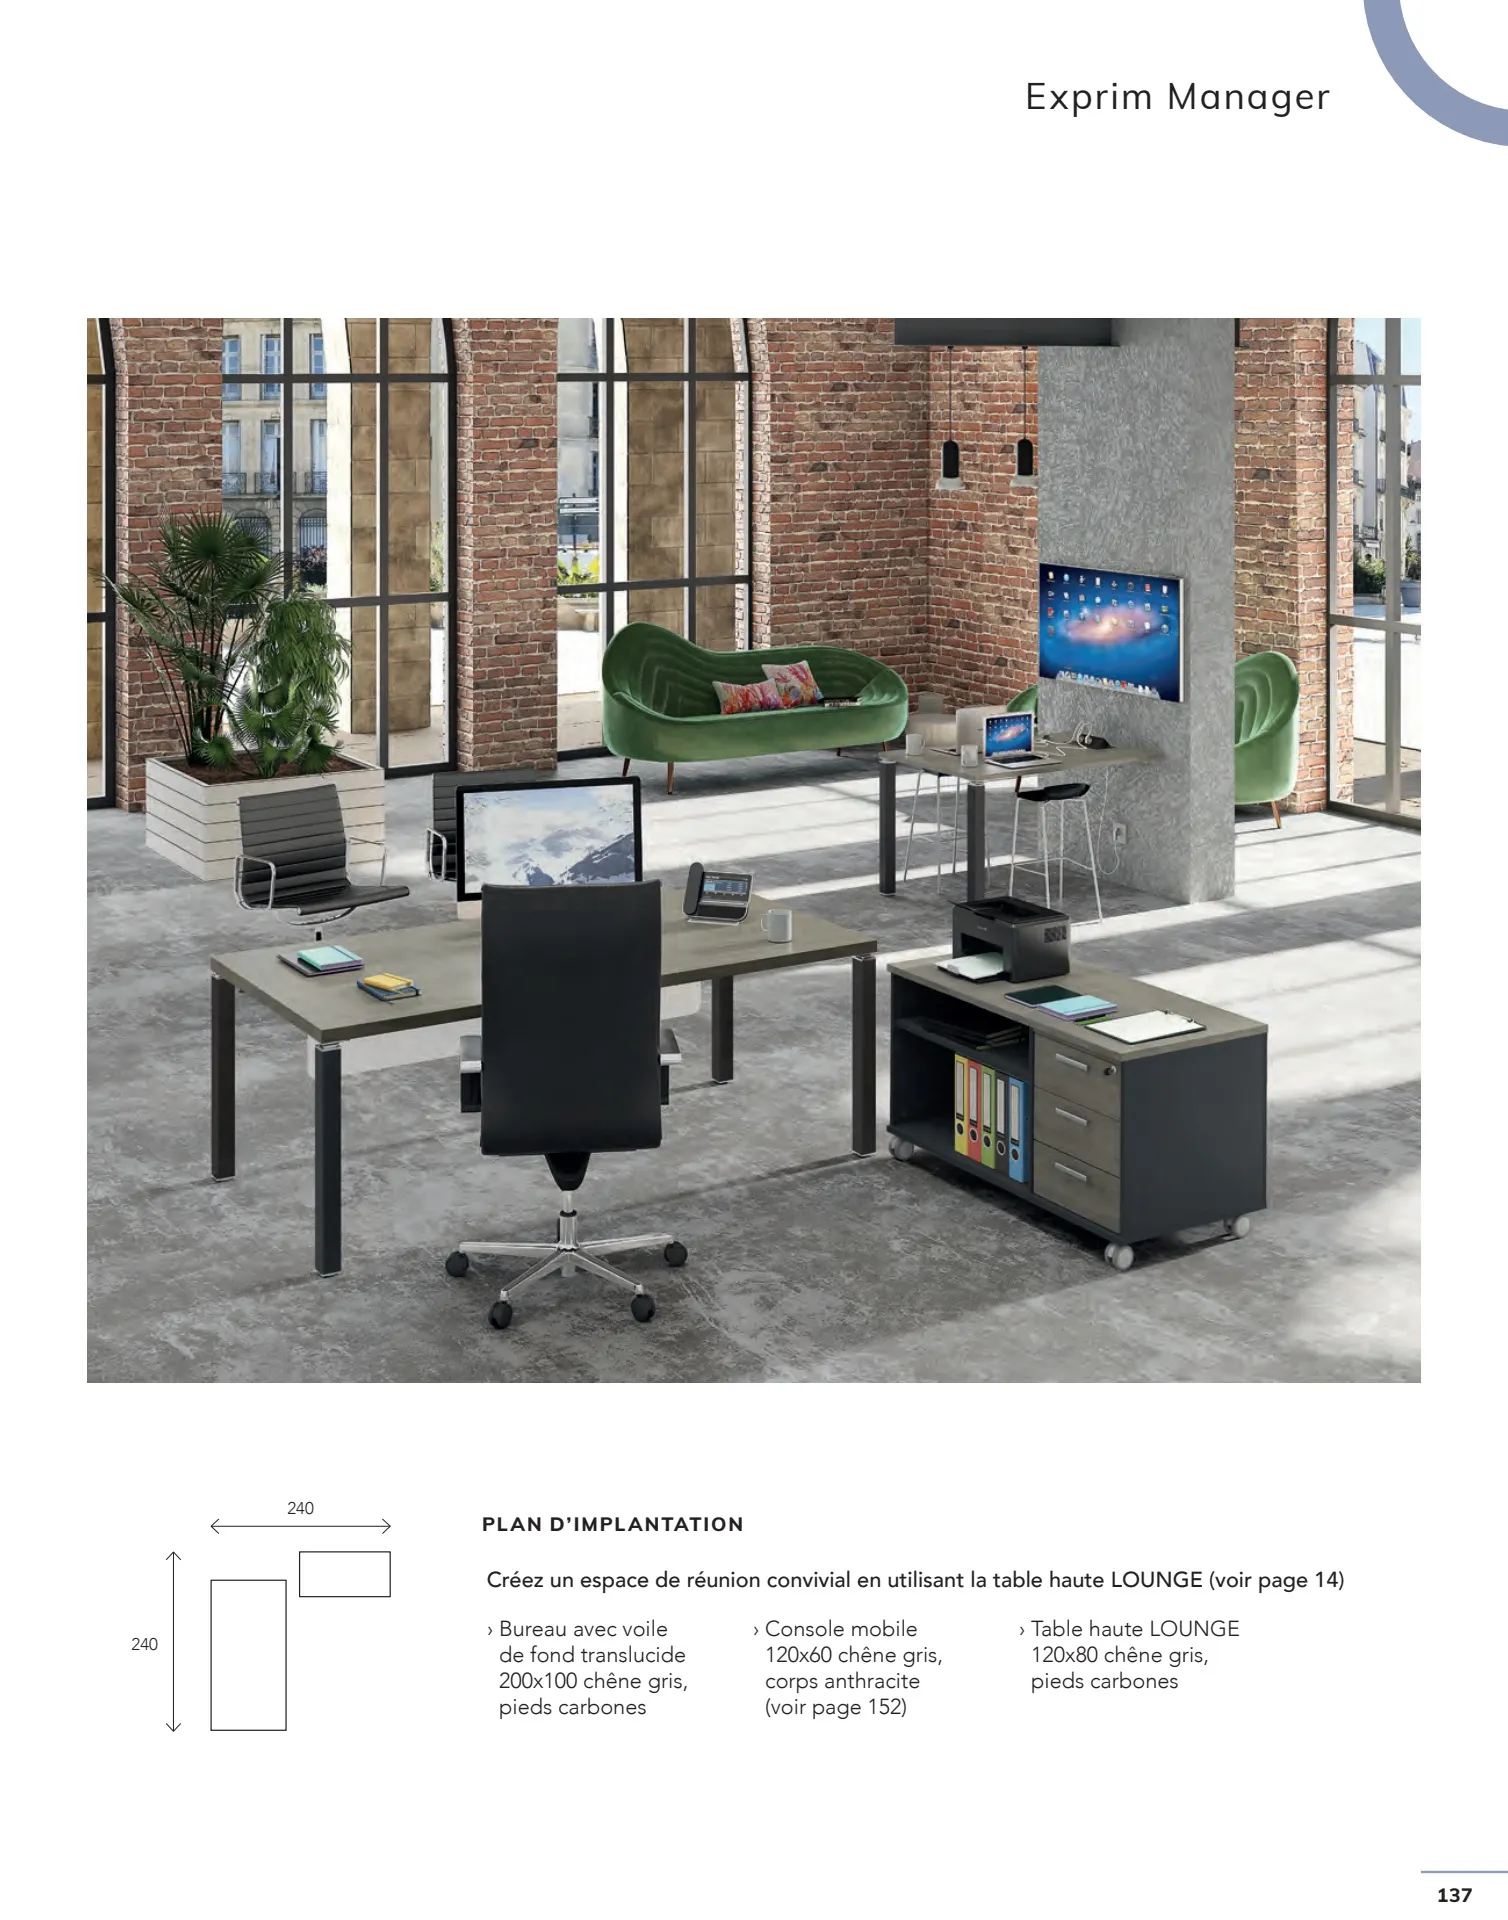 Exprim Manager
240
240
PLAN D’IMPLANTATION
Créez un espace de réunion convivial en utilisant la table haute LOUNGE (voir page 14)
› Bureau avec voile
de fond translucide
200x100 chêne gris,
pieds carbones
› Console mobile
120x60 chêne gris,
corps anthracite
(voir page 152)
› Table haute LOUNGE
120x80 chêne gris,
pieds carbones
137